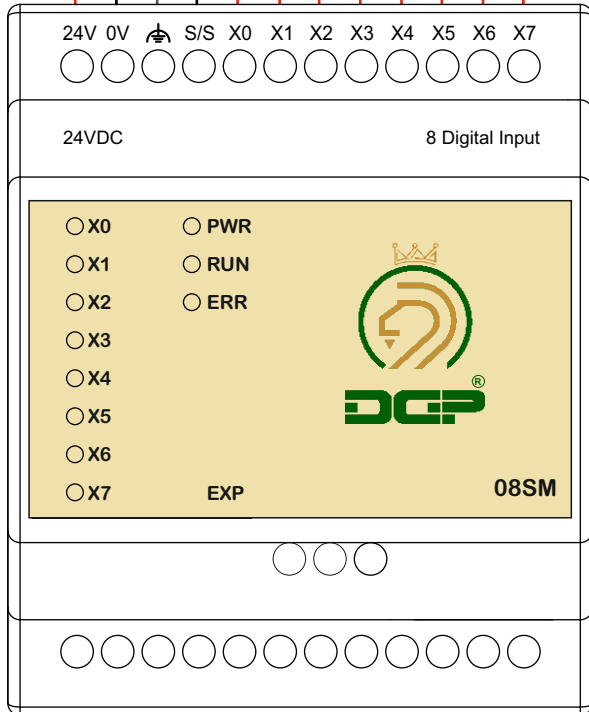 24V 0V S/S X0 X1 X2 X3 X4 X5 X6 X7
24VDC 8 Digital Input
X0 PWR
X1 RUN
X2 ERR
X3
X4
X5
X6
X7 EXP
DGP®
08SM